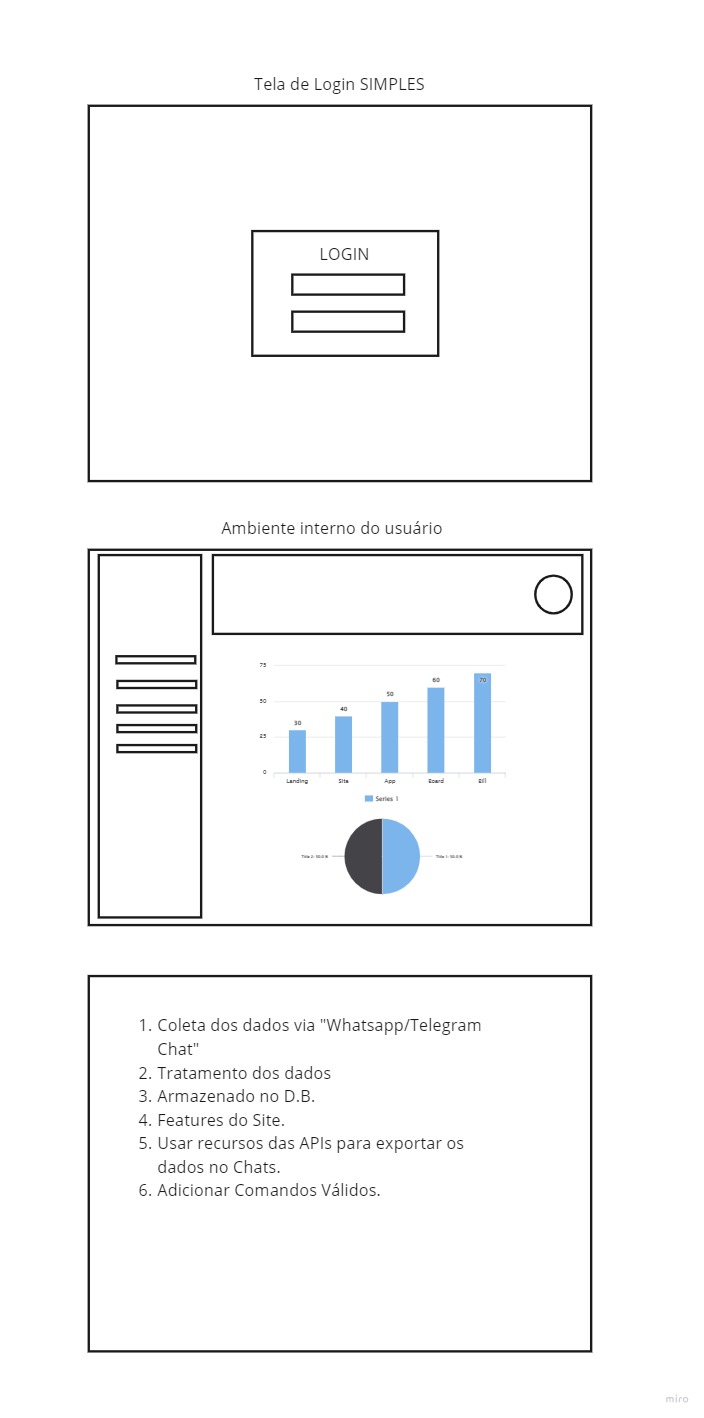 Tela de Login SIMPLES
LOGIN
Ambiente interno do usuário
75
50
25
0
30
40
50
60
70
Landing
Site
App
Board
Ell
Series 1
Title 2: 50.0 %
Title 1: 50.0 %
1. Coleta dos dados via "Whatsapp/Telegram
Chat"
2. Tratamento dos dados
3. Armazenado no D.B.
4. Features do Site.
5. Usar recursos das APIs para exportar os
dados no Chats.
6. Adicionar Comandos Válidos.
miro